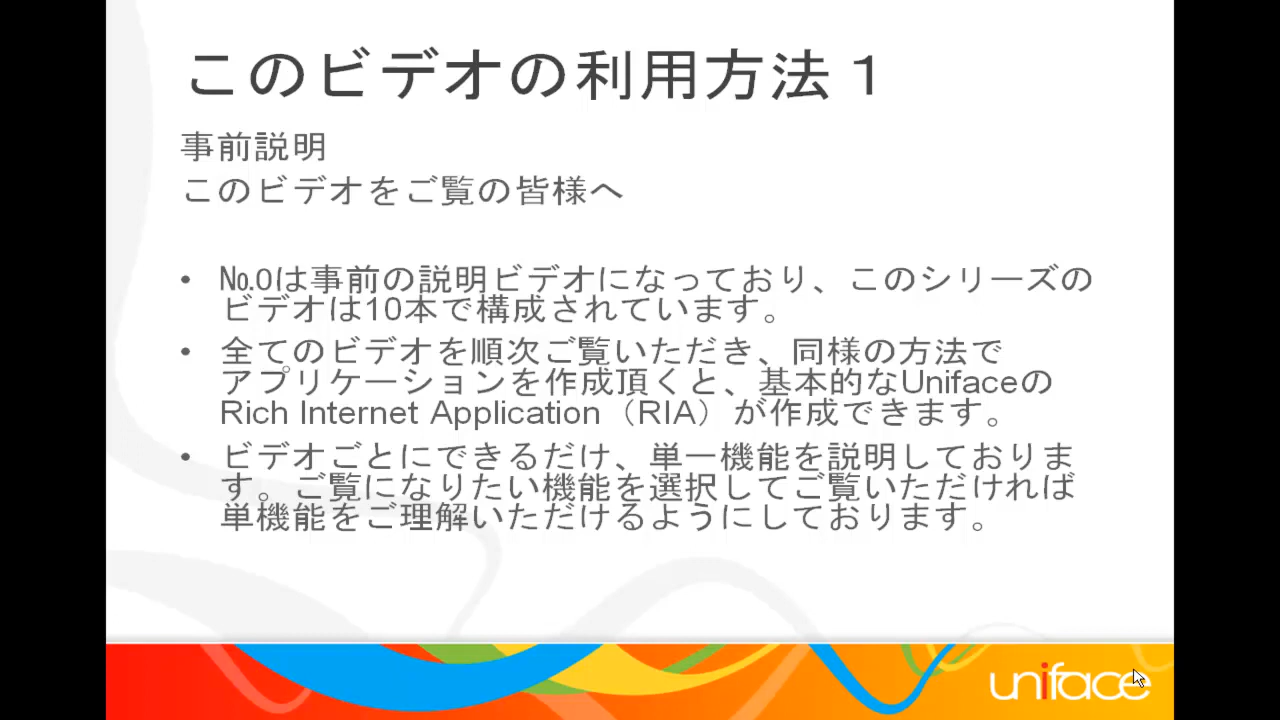 このビデオの利用方法１
事前説明
このビデオをご覧の皆様へ
• №0は事前の説明ビデオになっており、このシリーズの
ビデオは10本で構成されています。
• 全てのビデオを順次ご覧いただき、同様の方法で
アプリケーションを作成頂くと、基本的なUnifaceの
Rich Internet Application（RIA）が作成できます。
• ビデオごとにできるだけ、単一機能を説明しておりま
す。ご覧になりたい機能を選択してご覧いただければ
単機能をご理解いただけるようにしております。
uniface